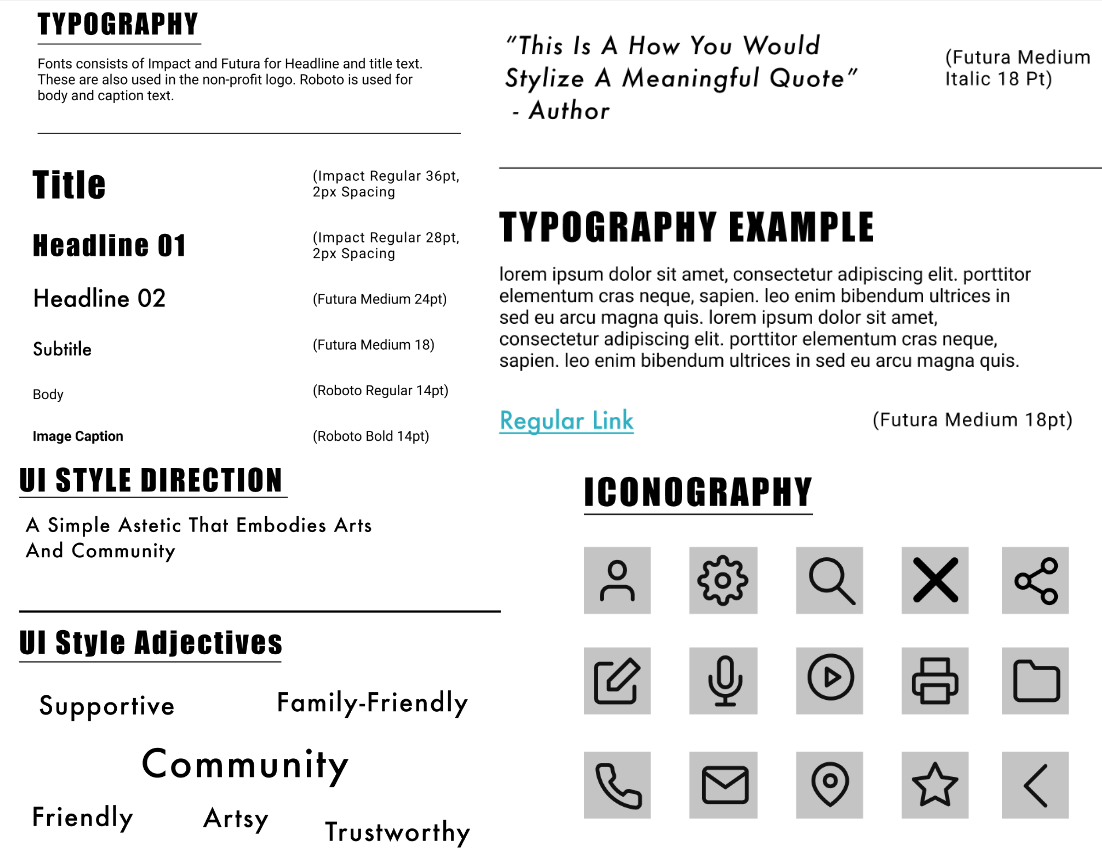 TYPOGRAPHY
Fonts consists of Impact and Futura for Headline and title text.
These are also used in the non-profit logo. Roboto is used for
body and caption text.
Title
(Impact Regular 36pt,
2px Spacing
Headline 01
(Impact Regular 28pt,
2px Spacing
Headline 02
(Futura Medium 24pt)
Subtitle
(Futura Medium 18)
Body
(Roboto Regular 14pt)
Image Caption
(Roboto Bold 14pt)
UI STYLE DIRECTION
A Simple Astetic That Embodies Arts
And Community
UI Style Adjectives
Supportive
Family-Friendly
Community
Friendly
Artsy
Trustworthy
“This Is A How You Would
Stylize A Meaningful Quote”
- Author
(Futura Medium
Italic 18 Pt)
TYPOGRAPHY EXAMPLE
lorem ipsum dolor sit amet, consectetur adipiscing elit. porttitor
elementum cras neque, sapien. leo enim bibendum ultrices in
sed eu arcu magna quis. lorem ipsum dolor sit amet,
consectetur adipiscing elit. porttitor elementum cras neque,
sapien. leo enim bibendum ultrices in sed eu arcu magna quis.
Regular Link
(Futura Medium 18pt)
ICONOGRAPHY